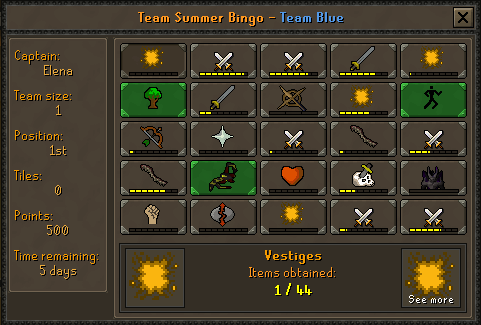 Team Summer Bingo - Team Blue
Captain:
Elena
Team size:
1
Position:
1st
Tiles:
0
Points:
500
Time remaining:
5 days
Vestiges
Items obtained:
1 / 44
See more